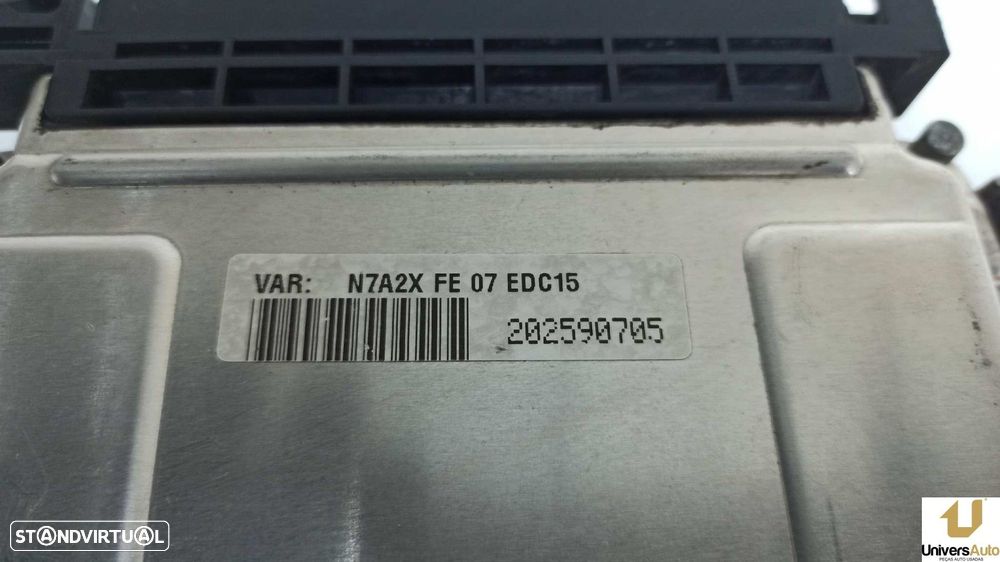 VAR: N7A2X FE 07 EDC15
202590705
STANDVIRTUAL
UniversAuto
PEÇAS AUTO USADAS